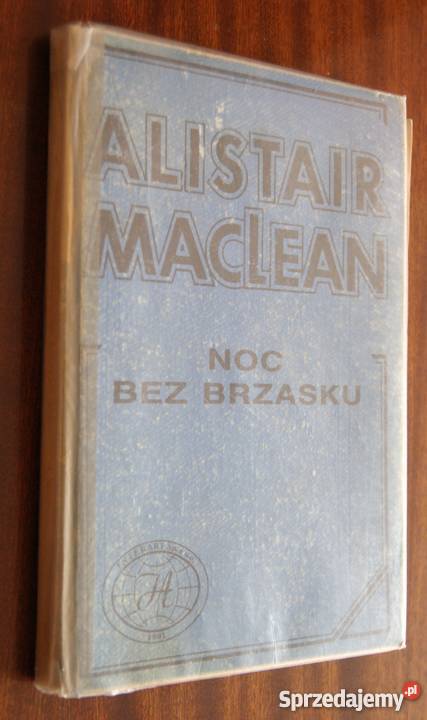 ALISTAIR
MACLEAN
NOC
BEZ BRZASKU
Sprzedajemy.pl